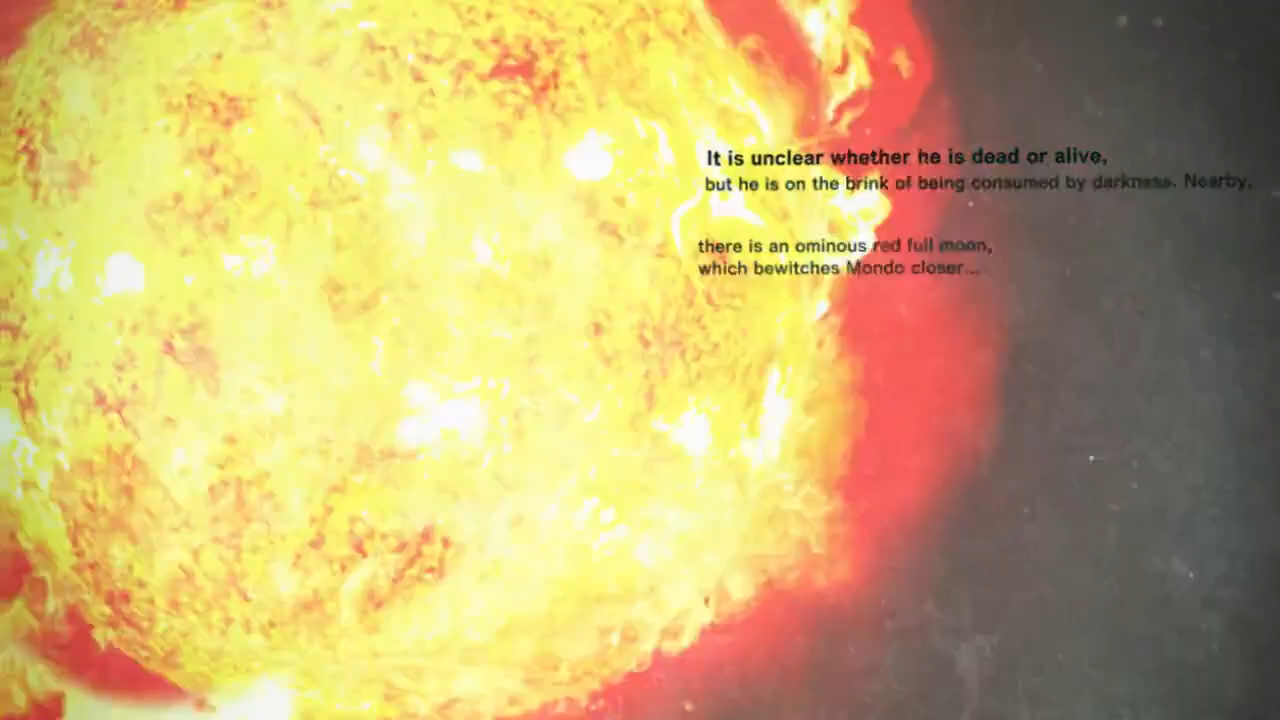 It is unclear whether he is dead or alive,
but he is on the brink of being consumed by darkness. Nearby,
there is an ominous red full moon,
which bewitches Mondo closer...